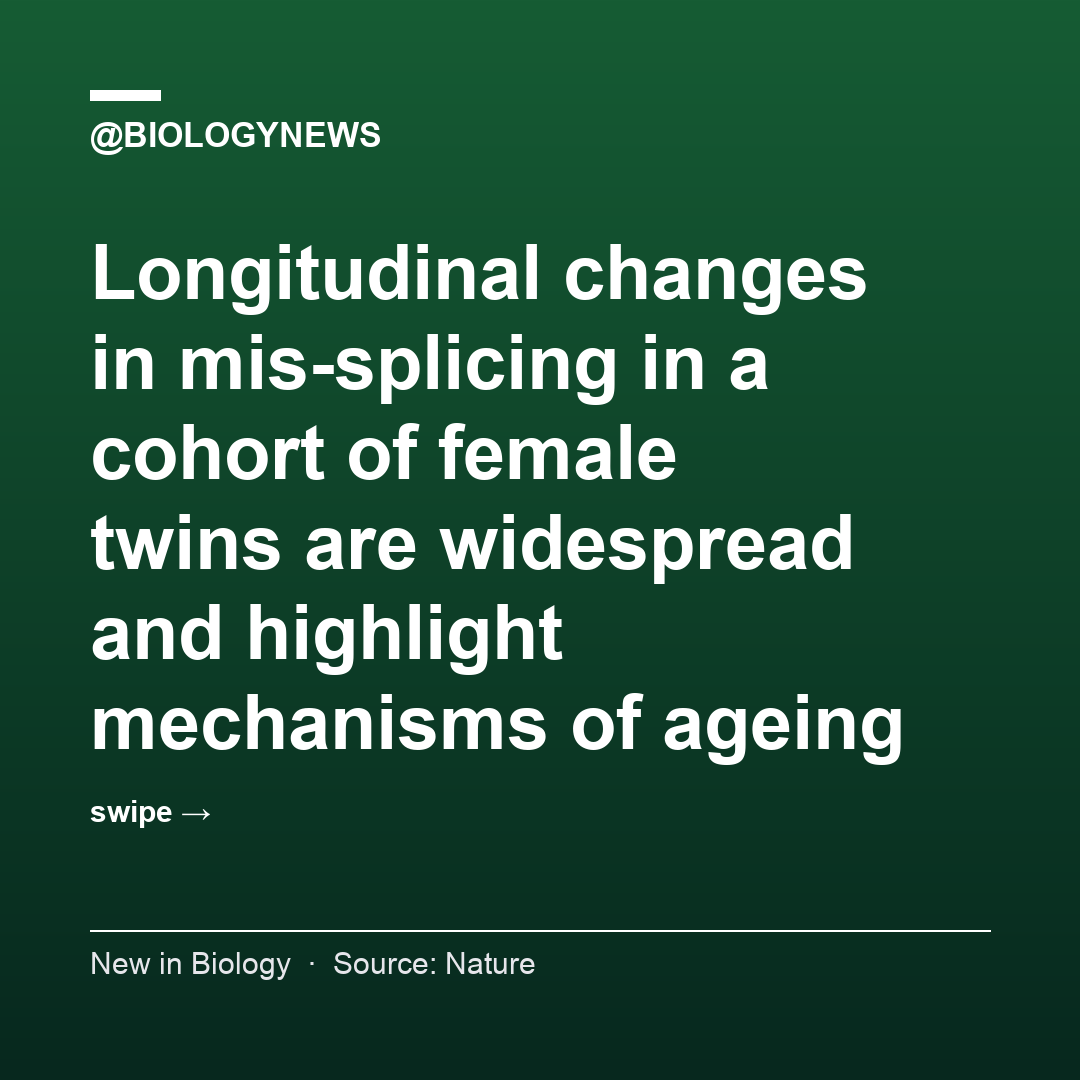 @BIOLOGYNEWS
Longitudinal changes
in mis-splicing in a
cohort of female
twins are widespread
and highlight
mechanisms of ageing
swipe →
New in Biology · Source: Nature